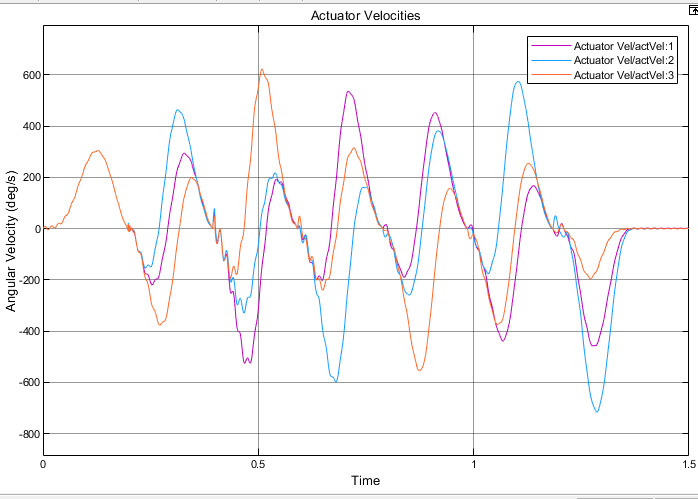 Actuator Velocities
Actuator Vel/actVel:1
Actuator Vel/actVel:2
Actuator Vel/actVel:3
Angular Velocity (deg/s)
600
400
200
0
-200
-400
-600
-800
0
0.5
1
1.5
Time